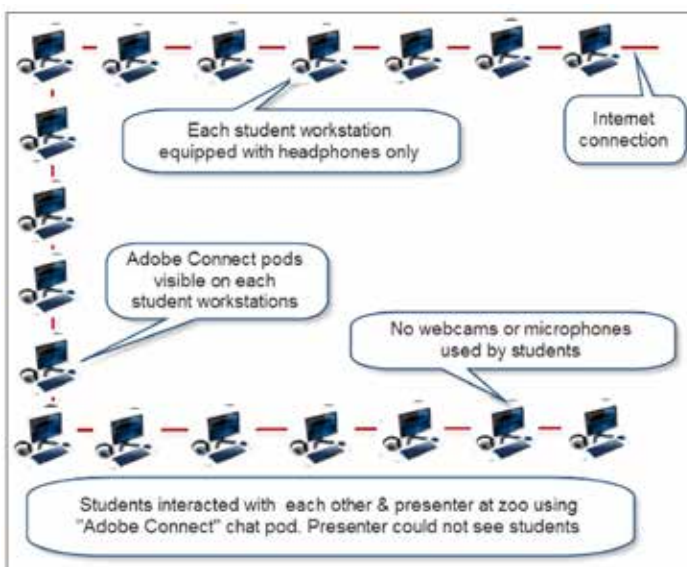 Each student workstation
equipped with headphones only
Internet
connection
Adobe Connect pods
visible on each
student workstations
No webcams or microphones
used by students
Students interacted with each other & presenter at zoo using
"Adobe Connect" chat pod. Presenter could not see students